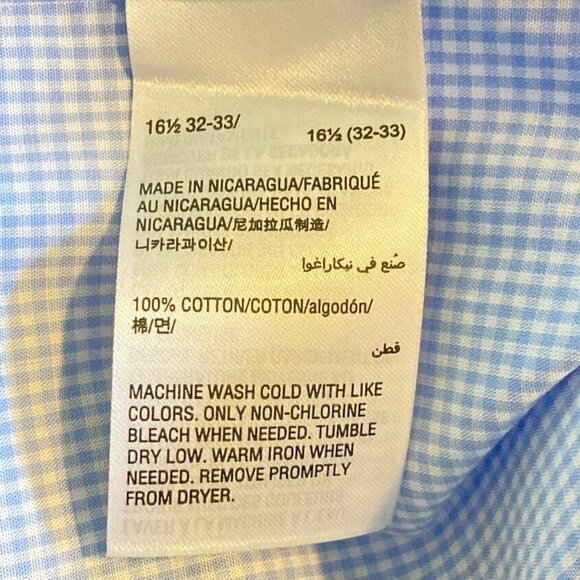 16½ 32-33/ 16½ (32-33)
MADE IN NICARAGUA/FABRIQUÉ
AU NICARAGUA/HECHO EN
NICARAGUA/尼加拉瓜制造/
니카라과이산/
صُنع في نيكاراغوا
100% COTTON/COTON/algodón/
棉/면/
قطن
MACHINE WASH COLD WITH LIKE
COLORS. ONLY NON-CHLORINE
BLEACH WHEN NEEDED. TUMBLE
DRY LOW. WARM IRON WHEN
NEEDED. REMOVE PROMPTLY
FROM DRYER.